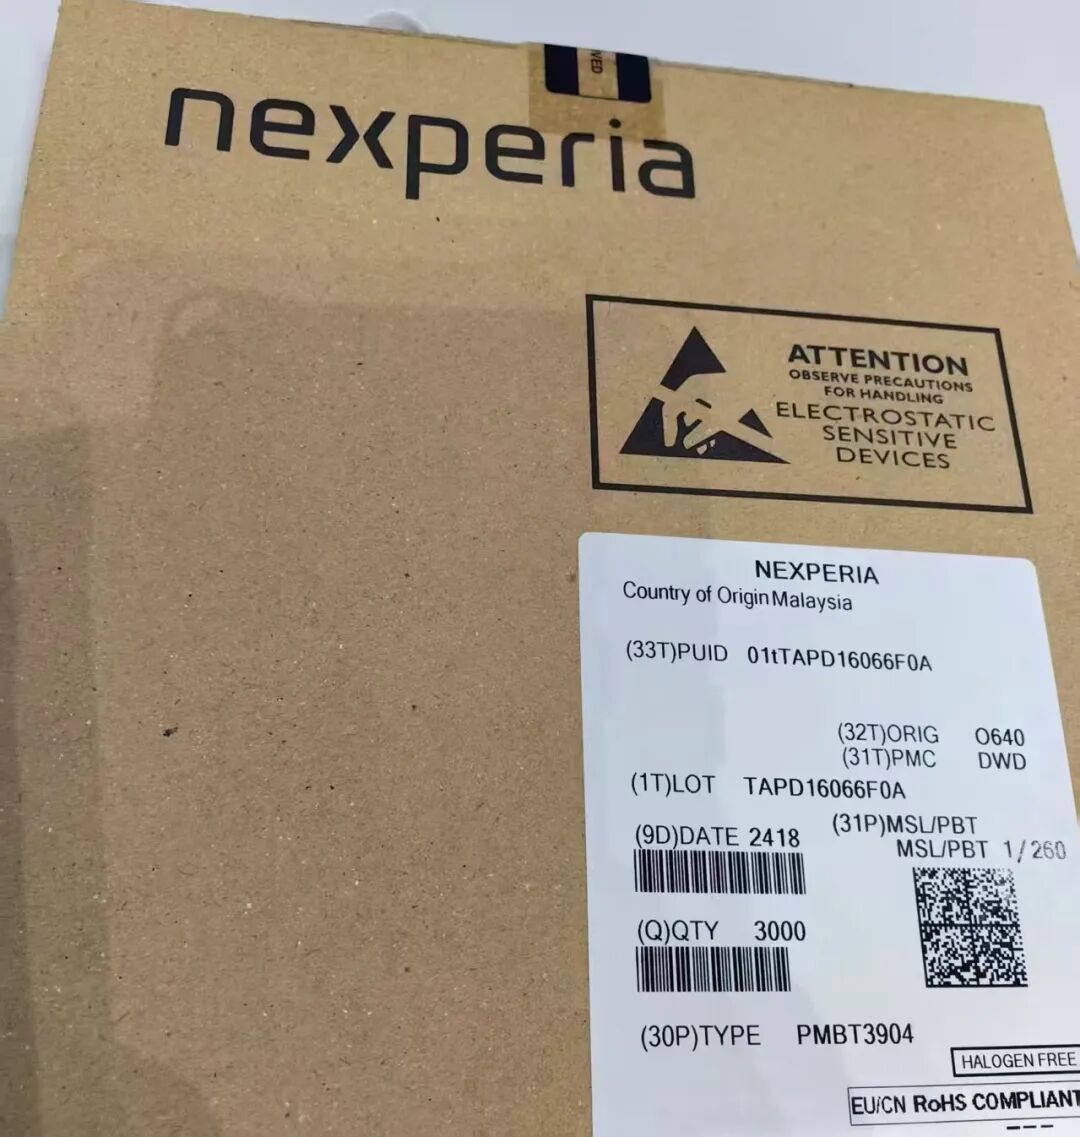 nexperia
ATTENTION
OBSERVE PRECAUTIONS
FOR HANDLING
ELECTROSTATIC
SENSITIVE
DEVICES
NEXPERIA
Country of Origin Malaysia
(33T)PUID 01tTAPD16066F0A
(32T)ORIG O640
(31T)PMC DWD
(1T)LOT TAPD16066F0A
(9D)DATE 2418
(31P)MSL/PBT
MSL/PBT 1/260
(Q)QTY 3000
(30P)TYPE PMBT3904
HALOGEN FREE
EU/CN RoHS COMPLIANT